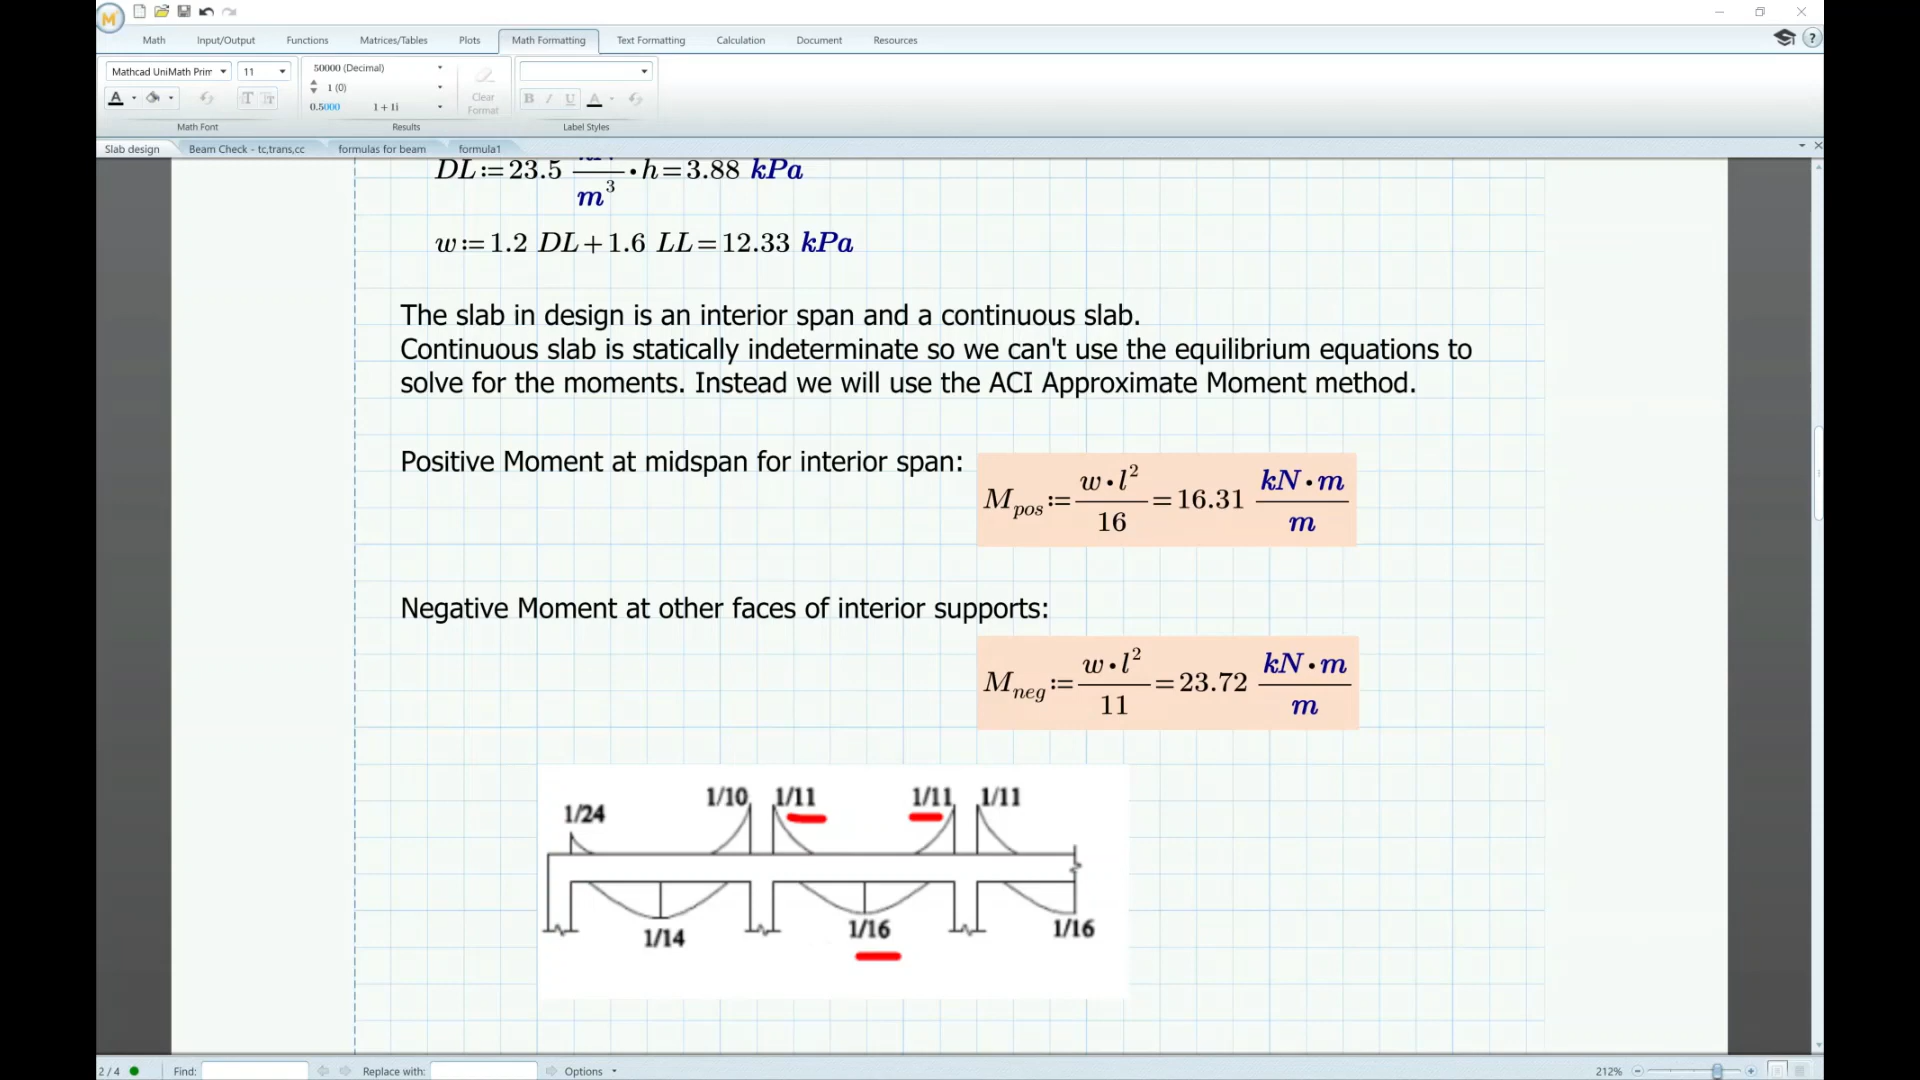 M
Math Input/Output Functions Matrices/Tables Plots Math Formatting Text Formatting Calculation Document Resources ?
Mathcad UniMath Prim 11
50000 (Decimal)
1 (0)
0.5000 1 + 1i
Clear
Format
B I U A
A
Math Font Results Label Styles
Slab design Beam Check - tc,trans,cc formulas for beam formula1
DL:=23.5 /m³ • h=3.88 kPa
w:=1.2 DL+1.6 LL=12.33 kPa
The slab in design is an interior span and a continuous slab.
Continuous slab is statically indeterminate so we can't use the equilibrium equations to
solve for the moments. Instead we will use the ACI Approximate Moment method.
Positive Moment at midspan for interior span:
M_pos:= w•l²/16 =16.31 kN•m/m
Negative Moment at other faces of interior supports:
M_neg:= w•l²/11 =23.72 kN•m/m
1/24 1/10 1/11 1/11 1/11
1/14 1/16 1/16
2 / 4 Find: Replace with: Options 212%